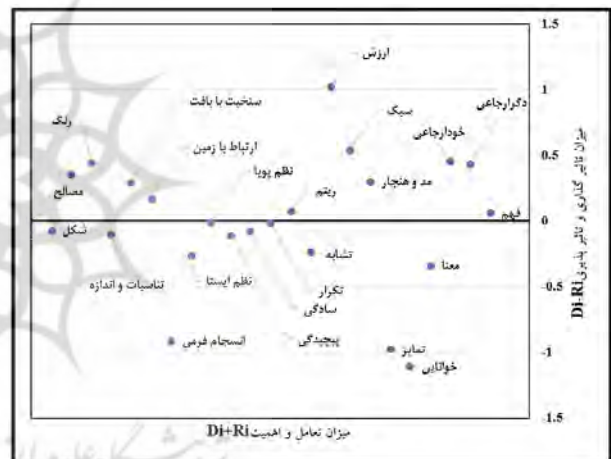 1.5
ارزش
1
سنخیت با بافت
رنگ
سبک
خودارجاعی
دگرارجاعی
ارتباط با زمین
0.5
مصالح
نظم پویا
ریتم
مد و هنجار
فهم
0
شکل
تشابه
معنا
تناسبات و اندازه
نظم ایستا
تکرار
-0.5
سادگی
پیچیدگی
انسجام فرمی
تمایز
-1
خوانایی
-1.5
میزان تاثیر گذاری و تاثیر پذیری Di-Ri
میزان تعامل و اهمیت Di+Ri